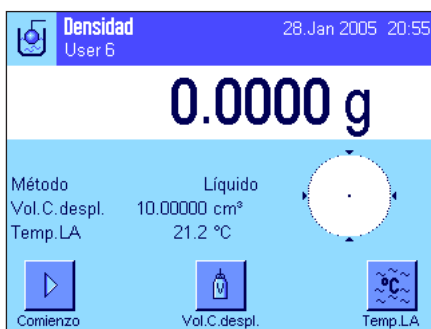 Densidad 28.Jan 2005 20:55
User 6
0.0000 g
Método Líquido
Vol.C.despl. 10.00000 cm³
Temp.LA 21.2 °C
V °C
Comienzo Vol.C.despl. Temp.LA